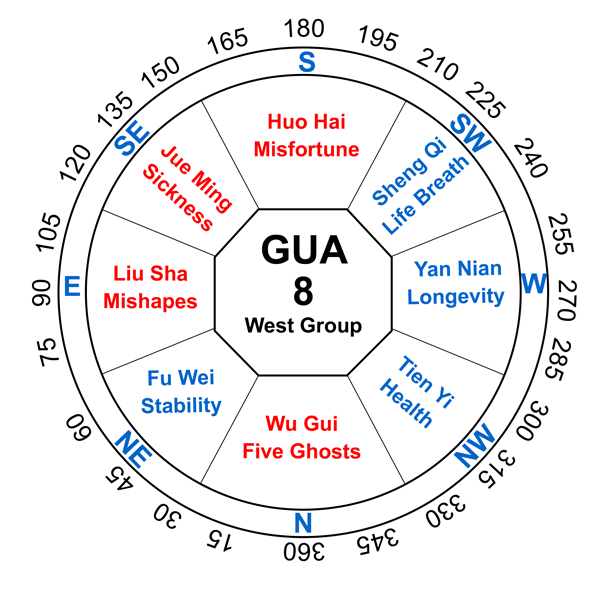 180
195
210
225
240
255
270
285
300
315
330
345
360
15
30
45
60
75
90
105
120
135
150
165
S
SW
W
NW
N
NE
E
SE
Huo Hai
Misfortune
Sheng Qi
Life Breath
Yan Nian
Longevity
Tien Yi
Health
Wu Gui
Five Ghosts
Fu Wei
Stability
Liu Sha
Mishapes
Jue Ming
Sickness
GUA
8
West Group